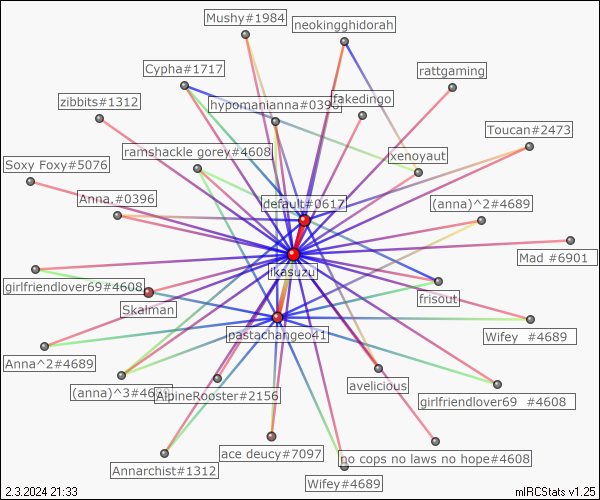 Mushy#1984
neokingghidorah
Cypha#1717
rattgaming
zibbits#1312
hypomanianna#0396
fakedingo
Toucan#2473
ramshackle gorey#4608
xenoyaut
Soxy Foxy#5076
Anna.#0396
default#0617
(anna)^2#4689
Mad #6901
ikasuzu
girlfriendlover69#4608
frisout
Skalman
Wifey #4689
pastachangeo41
Anna^2#4689
avelicious
(anna)^3#4689
AlpineRooster#2156
girlfriendlover69 #4608
ace deucy#7097
no cops no laws no hope#4608
Annarchist#1312
Wifey#4689
2.3.2024 21:33
mIRCStats v1.25